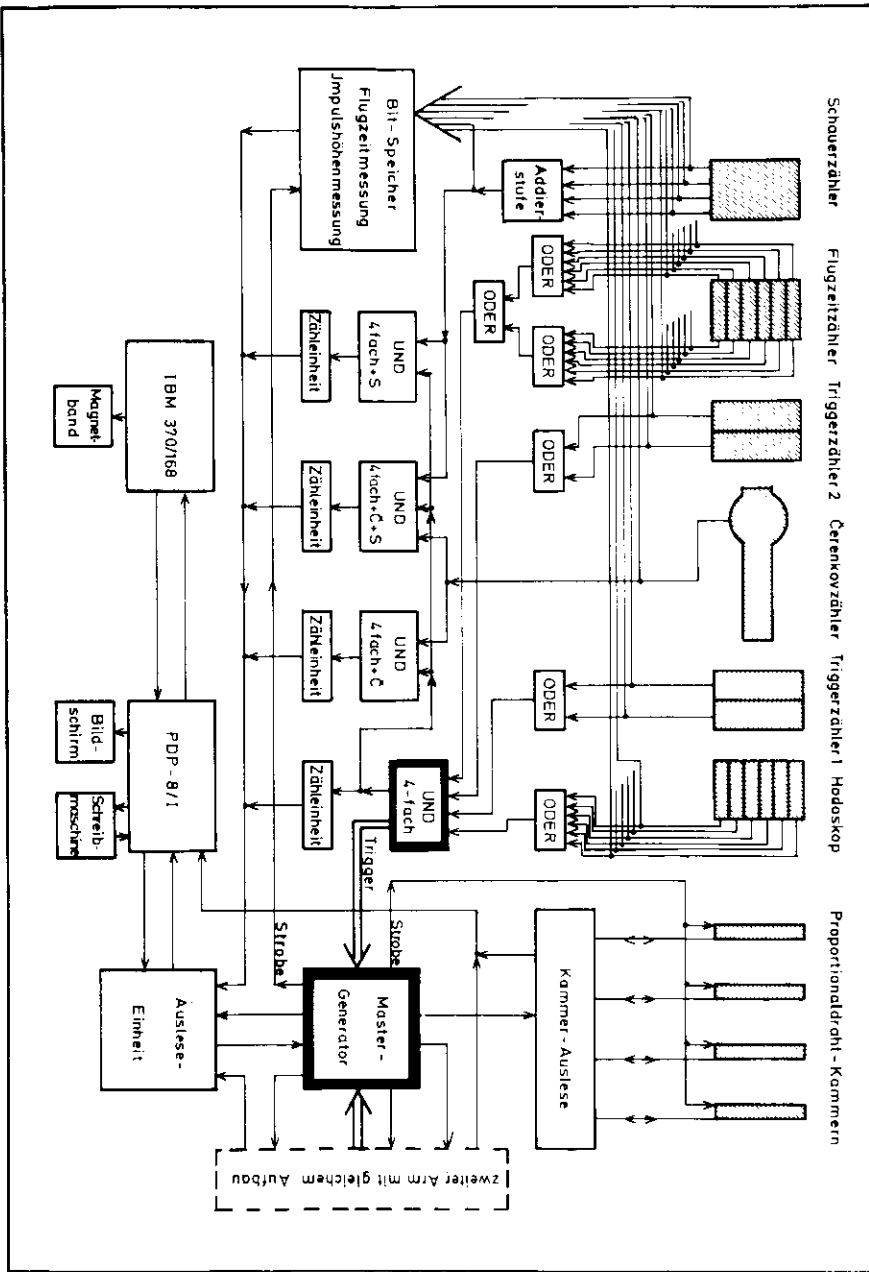 Schauerzähler
Flugzeitzähler
Triggerzähler 2
Čerenkovzähler
Triggerzähler 1
Hodoskop
Proportionaldraht-Kammern
Addier-
stufe
ODER
ODER
ODER
ODER
ODER
ODER
Kammer-Auslese
Bit-Speicher
Flugzeitmessung
Jmpulshöhenmessung
UND
4fach+S
UND
4fach+Č+S
UND
4fach+Č
UND
4-fach
Zähleinheit
Zähleinheit
Zähleinheit
Zähleinheit
Trigger
Strobe
Strobe
Master-
Generator
zweiter Arm mit gleichem Aufbau
IBM 370/168
Magnet-
band
PDP-8/I
Bild-
schirm
Schreib-
maschine
Auslese-
Einheit